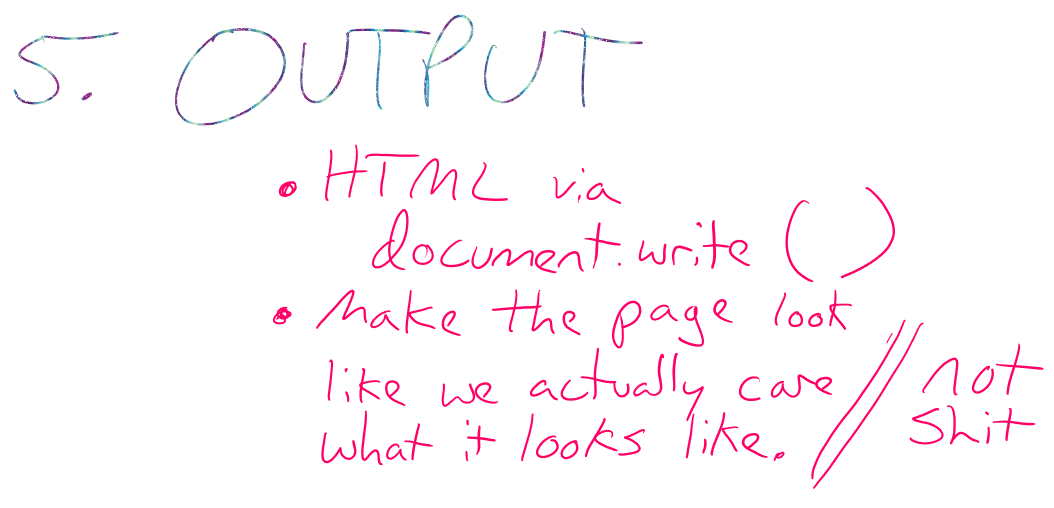 5. OUTPUT
• HTML via
document.write ( )
• Make the page look
like we actually care // not
what it looks like. shit